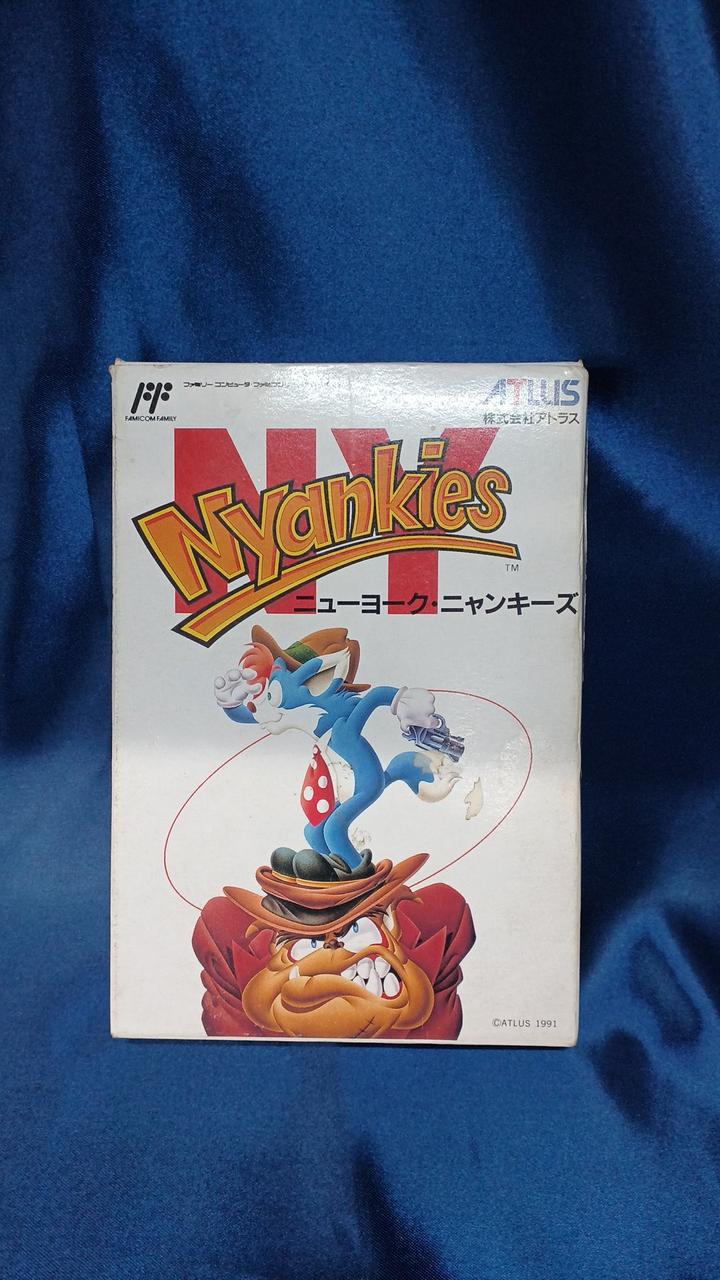 ファミリー コンピュータ・ファミコン
FAMICOM FAMILY
ATLUS
株式会社アトラス
NY
Nyankies
TM
ニューヨーク・ニャンキーズ
©ATLUS 1991